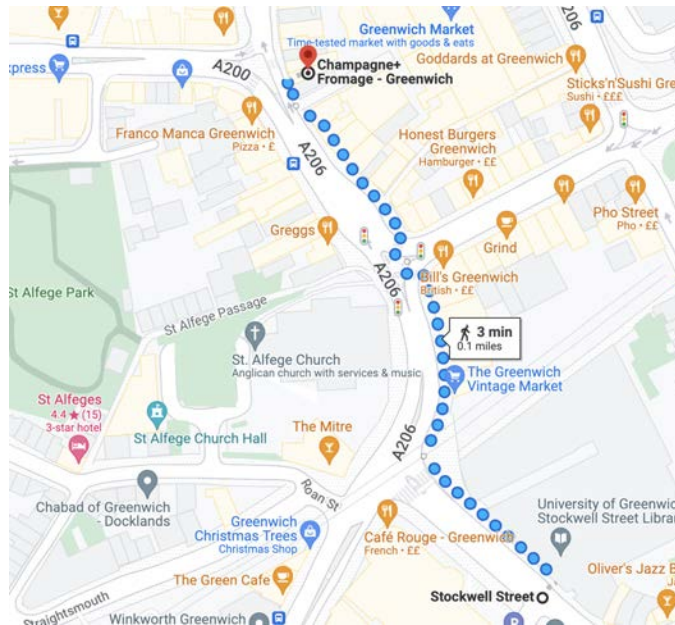 Greenwich Market
Time-tested market with goods & eats
A206
A200
Champagne+
Fromage - Greenwich
Goddards at Greenwich
xpress
Sticks'n'Sushi Gre
Sushi • £££
Franco Manca Greenwich
Pizza • £
A206
Honest Burgers
Greenwich
Hamburger • ££
Pho Street
Pho • ££
Greggs
Grind
Bill's Greenwich
British • ££
A206
St Alfege Park
St Alfege Passage
3 min
0.1 miles
St. Alfege Church
Anglican church with services & music
The Greenwich
Vintage Market
St Alfeges
4.4 ★ (15)
3-star hotel
St Alfege Church Hall
The Mitre
A206
Roan St
Chabad of Greenwich
- Docklands
University of Greenw
Stockwell Street Libra
Greenwich
Christmas Trees
Christmas Shop
Café Rouge - Greenwich
French • ££
The Green Cafe
Oliver's Jazz B
Stockwell Street
Straightsmouth
Winkworth Greenwich
P